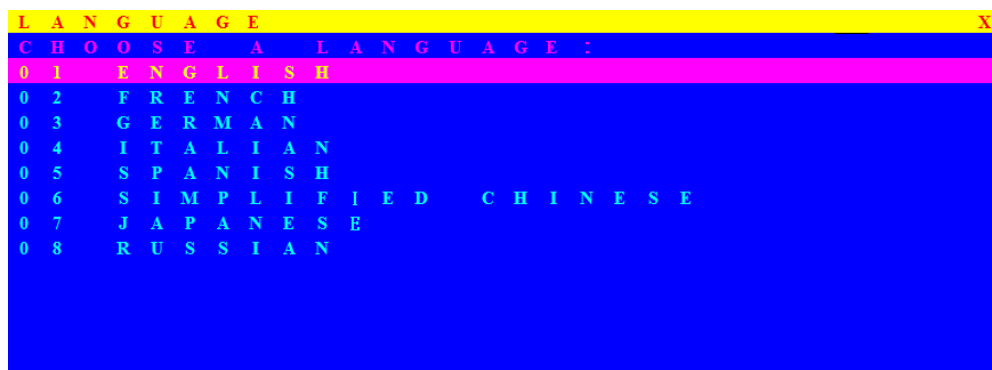 LANGUAGE X
CHOOSE A LANGUAGE:
01 ENGLISH
02 FRENCH
03 GERMAN
04 ITALIAN
05 SPANISH
06 SIMPLIFIED CHINESE
07 JAPANESE
08 RUSSIAN